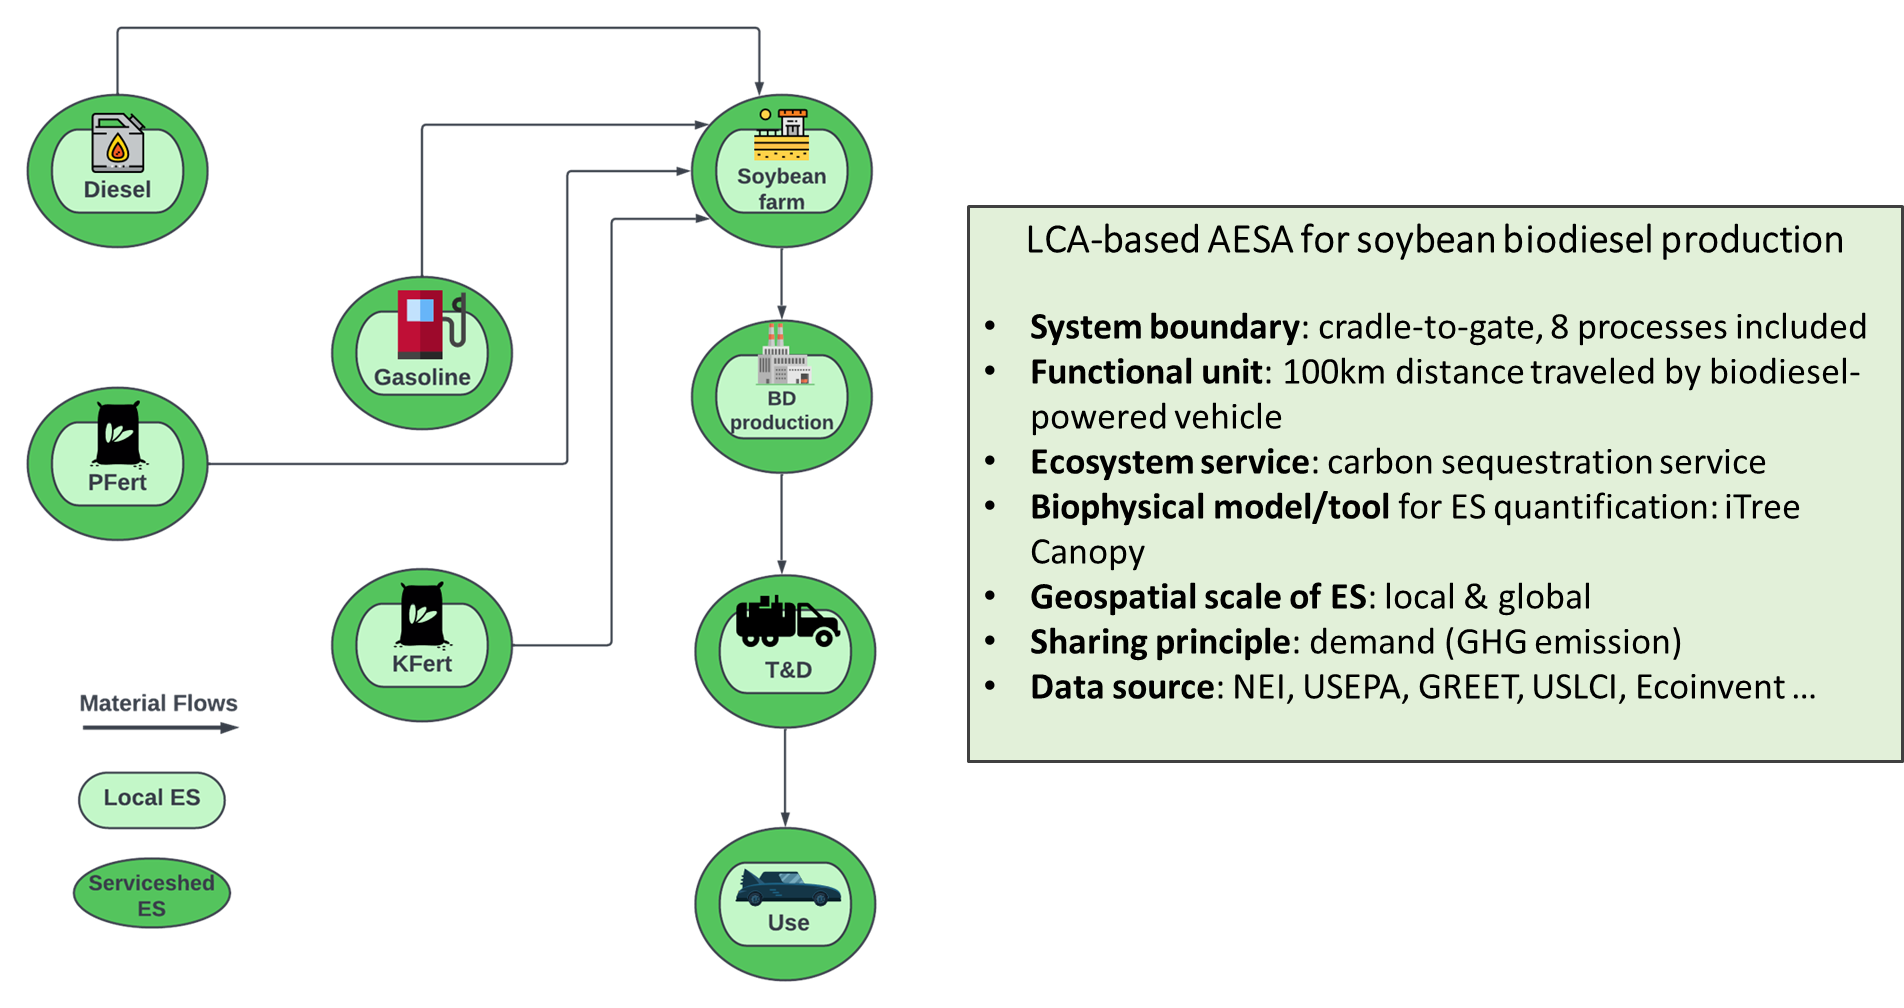 Diesel
Soybean
farm
Gasoline
BD
production
PFert
KFert
T&D
Use
Material Flows
Local ES
Serviceshed
ES
LCA-based AESA for soybean biodiesel production
• System boundary: cradle-to-gate, 8 processes included
• Functional unit: 100km distance traveled by biodiesel-
powered vehicle
• Ecosystem service: carbon sequestration service
• Biophysical model/tool for ES quantification: iTree
Canopy
• Geospatial scale of ES: local & global
• Sharing principle: demand (GHG emission)
• Data source: NEI, USEPA, GREET, USLCI, Ecoinvent ...